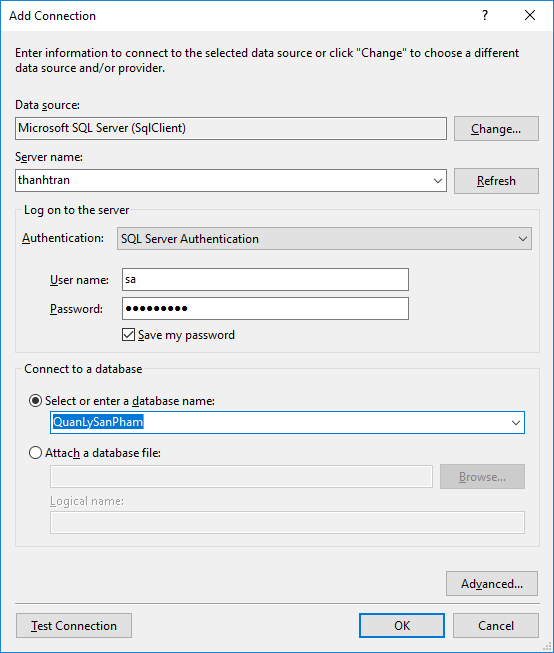 Add Connection
?
Enter information to connect to the selected data source or click "Change" to choose a different
data source and/or provider.
Data source:
Microsoft SQL Server (SqlClient)
Change...
Server name:
thanhtran
Refresh
Log on to the server
Authentication:
SQL Server Authentication
User name:
sa
Password:
●●●●●●●●●
Save my password
Connect to a database
Select or enter a database name:
QuanLySanPham
Attach a database file:
Browse...
Logical name:
Advanced...
Test Connection
OK
Cancel